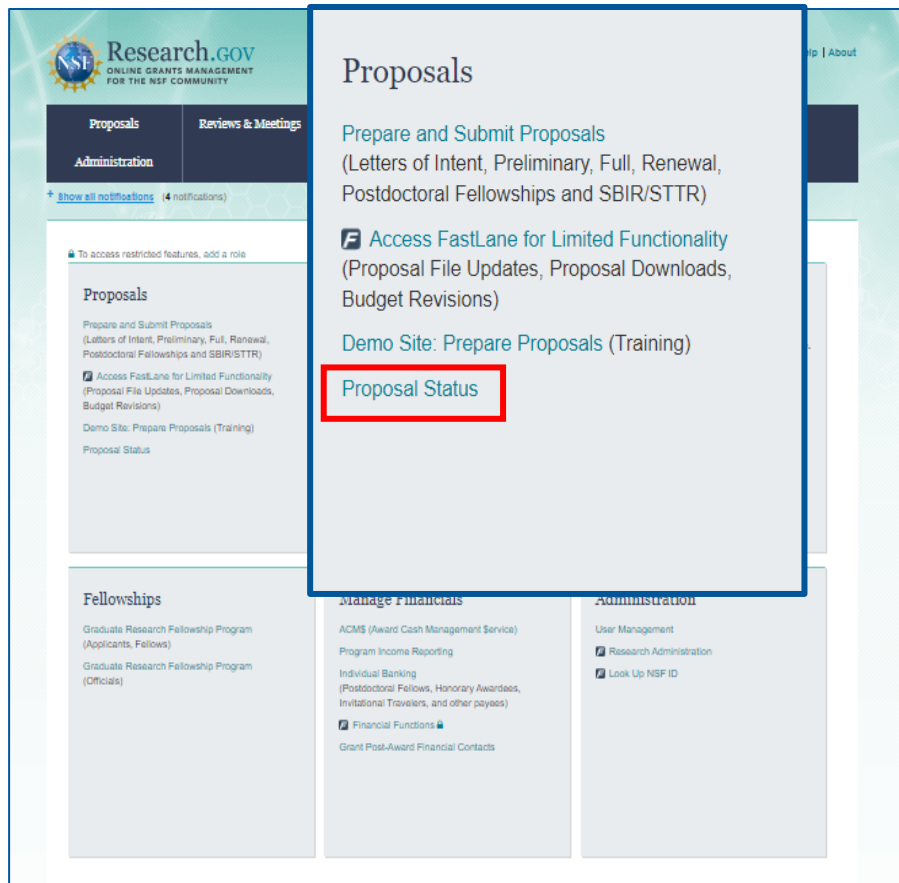 NSF
Research.gov
ONLINE GRANTS MANAGEMENT
FOR THE NSF COMMUNITY
| About
Proposals
Reviews & Meetings
Administration
+ Show all notifications (4 notifications)
To access restricted features, add a role
Proposals
Prepare and Submit Proposals
(Letters of Intent, Preliminary, Full, Renewal,
Postdoctoral Fellowships and SBIR/STTR)
Access FastLane for Limited Functionality
(Proposal File Updates, Proposal Downloads,
Budget Revisions)
Demo Site: Prepare Proposals (Training)
Proposal Status
Proposals
Prepare and Submit Proposals
(Letters of Intent, Preliminary, Full, Renewal,
Postdoctoral Fellowships and SBIR/STTR)
F Access FastLane for Limited Functionality
(Proposal File Updates, Proposal Downloads,
Budget Revisions)
Demo Site: Prepare Proposals (Training)
Proposal Status
Fellowships
Graduate Research Fellowship Program
(Applicants, Fellows)
Graduate Research Fellowship Program
(Officials)
Manage Financials
ACM$ (Award Cash Management $ervice)
Program Income Reporting
Individual Banking
(Postdoctoral Fellows, Honorary Awardees,
Invitational Travelers, and other payees)
Financial Functions
Grant Post-Award Financial Contacts
Administration
User Management
Research Administration
Look Up NSF ID